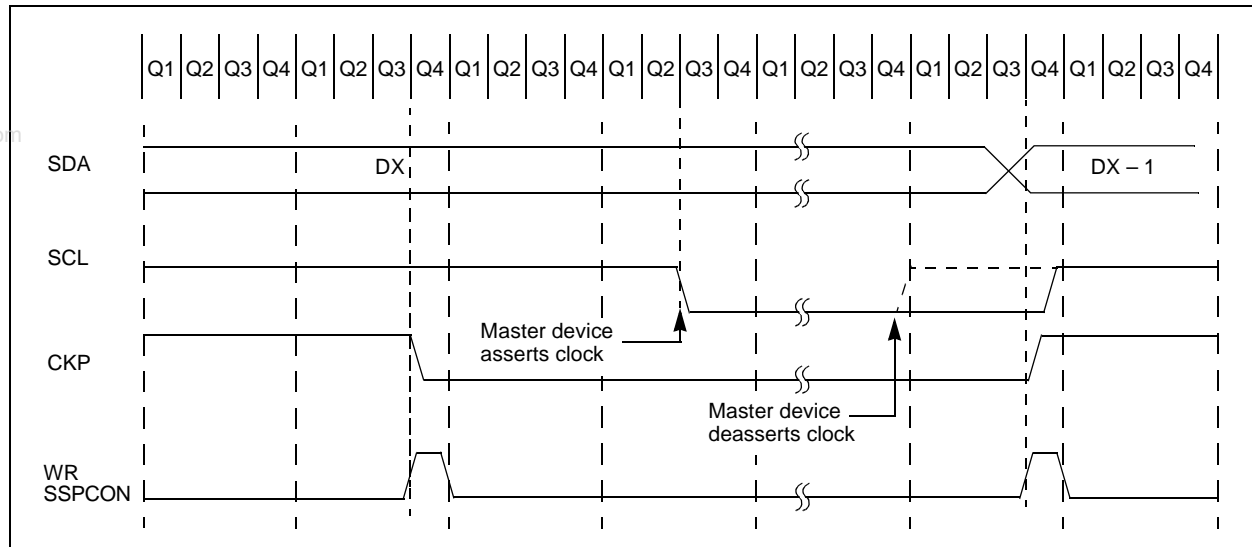 Q1 Q2 Q3 Q4 Q1 Q2 Q3 Q4 Q1 Q2 Q3 Q4 Q1 Q2 Q3 Q4 Q1 Q2 Q3 Q4 Q1 Q2 Q3 Q4 Q1 Q2 Q3 Q4
om
SDA
DX
DX – 1
SCL
Master device
asserts clock
CKP
Master device
deasserts clock
WR
SSPCON